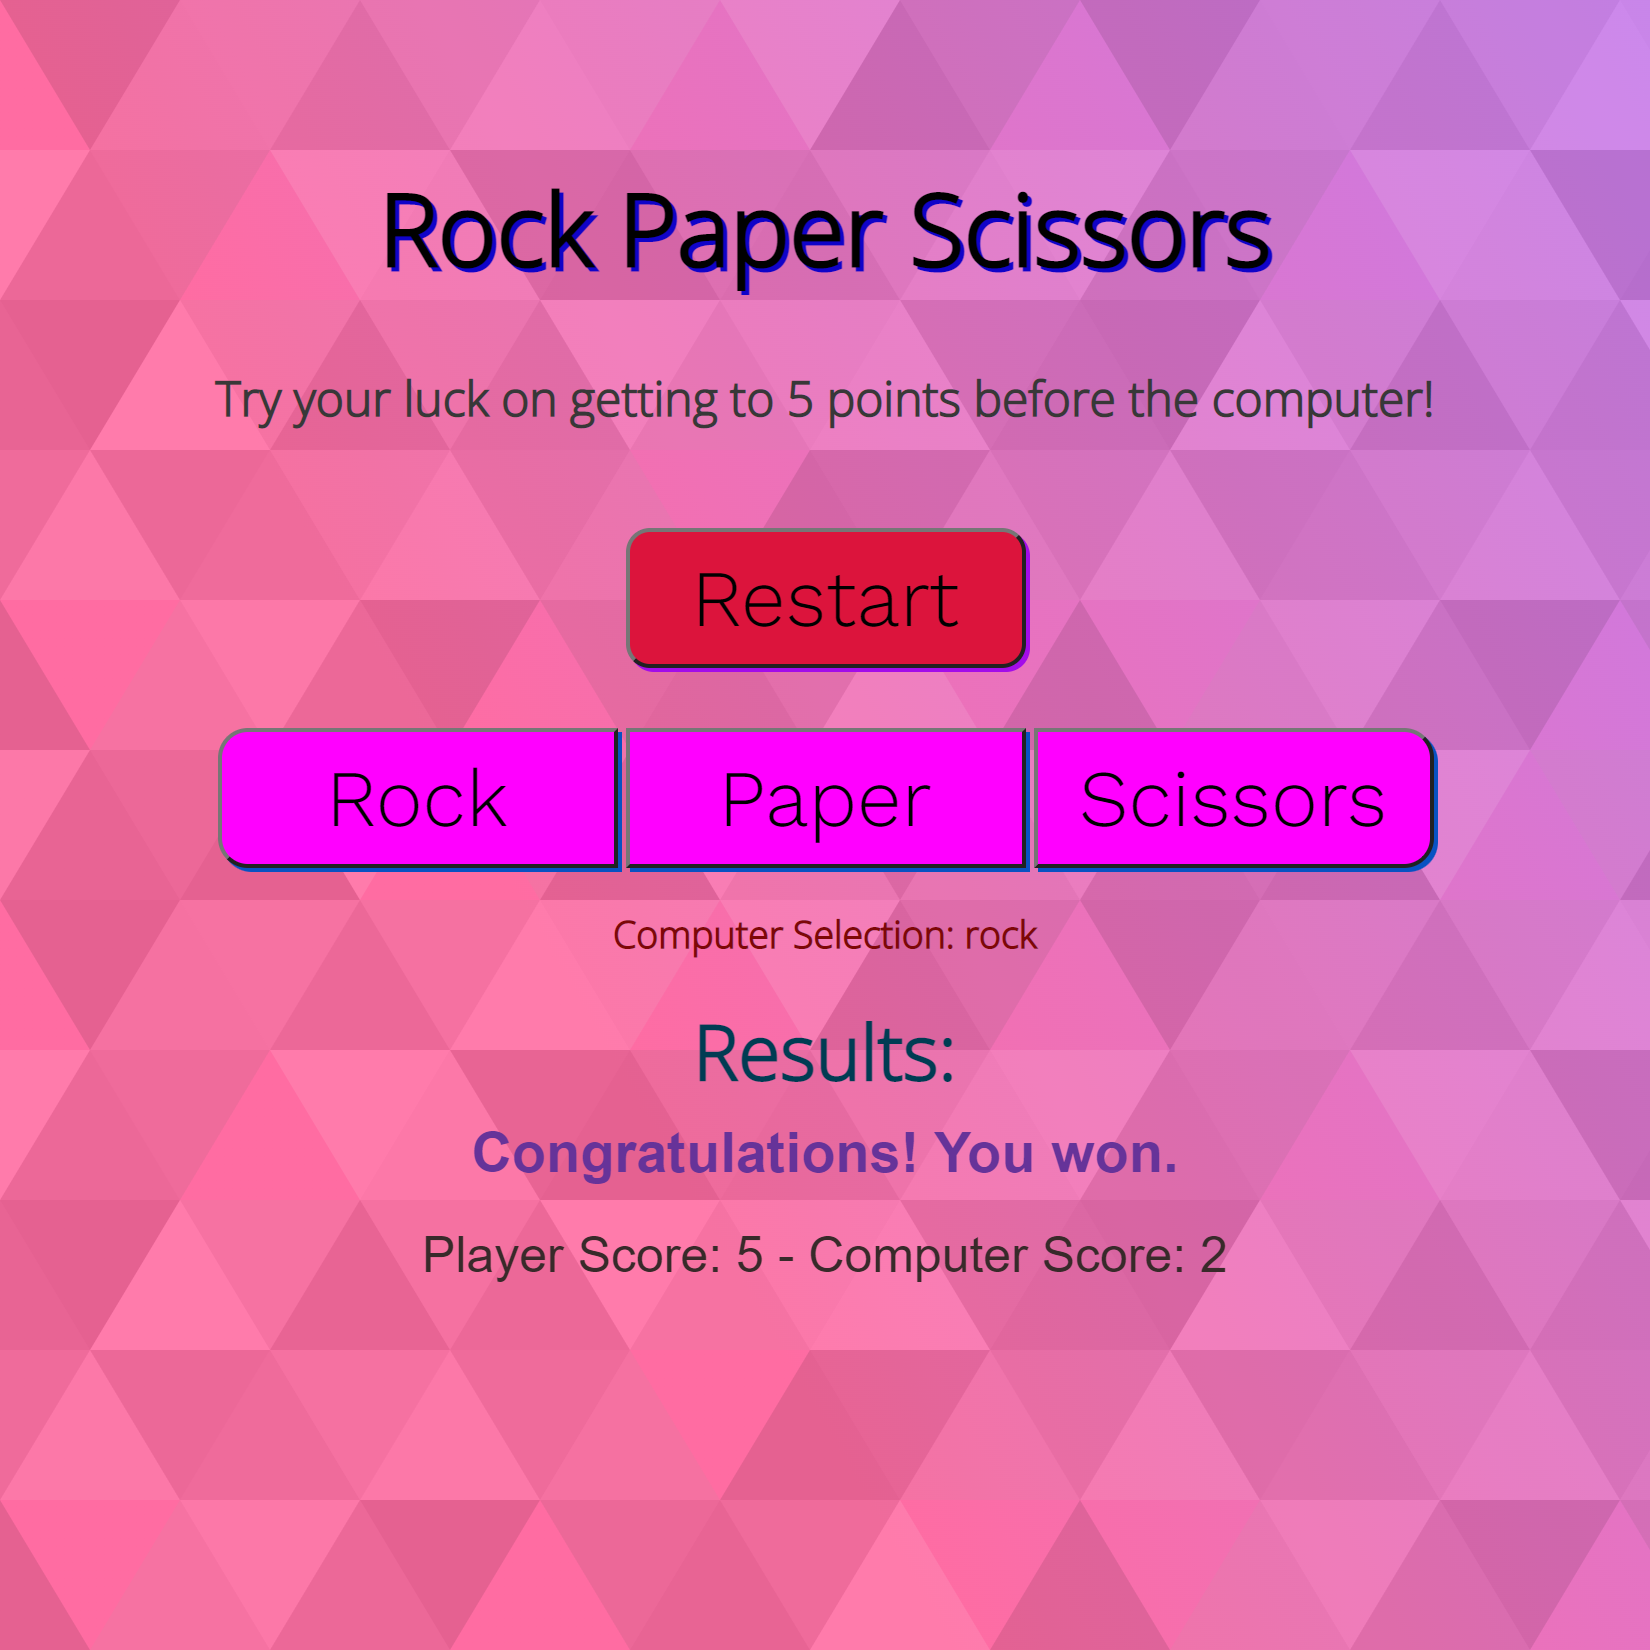 Rock Paper Scissors
Try your luck on getting to 5 points before the computer!
Restart
Rock Paper Scissors
Computer Selection: rock
Results:
Congratulations! You won.
Player Score: 5 - Computer Score: 2